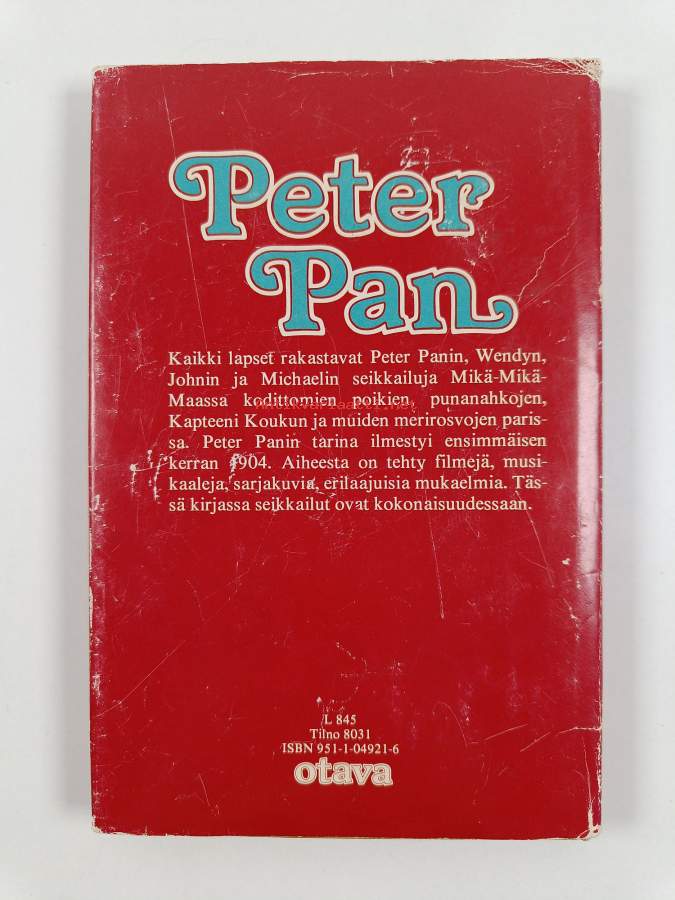 Peter
Pan
Kaikki lapset rakastavat Peter Panin, Wendyn,
Johnin ja Michaelin seikkailuja Mikä-Mikä-
Maassa kodittomien poikien, punanahkojen,
antikvariaatti.net
Kapteeni Koukun ja muiden merirosvojen paris-
sa. Peter Panin tarina ilmestyi ensimmäisen
kerran 1904. Aiheesta on tehty filmejä, musi-
kaaleja, sarjakuvia, erilaajuisia mukaelmia. Täs-
sä kirjassa seikkailut ovat kokonaisuudessaan.
L 845
Tilno 8031
ISBN 951-1-04921-6
otava